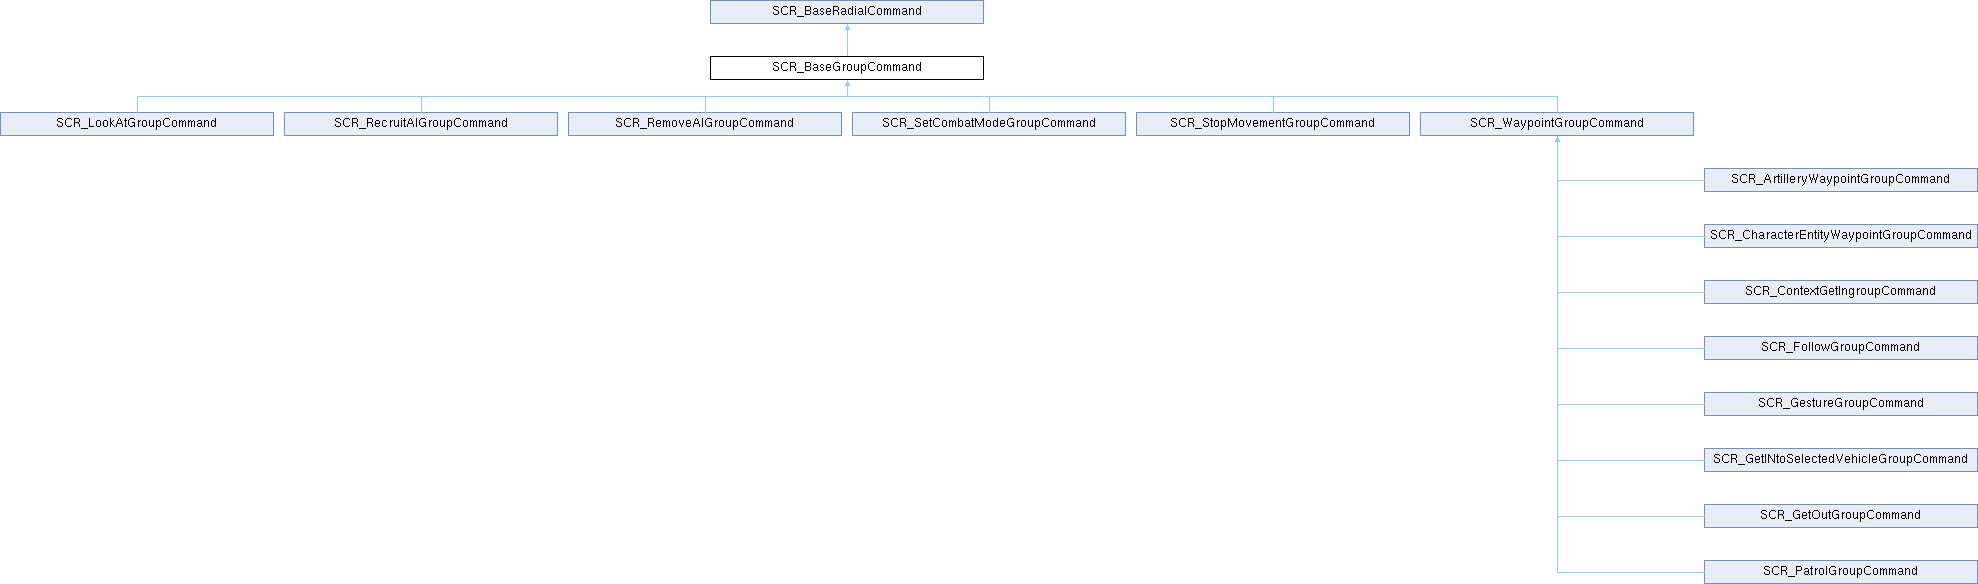 SCR_BaseRadialCommand
SCR_BaseGroupCommand
SCR_LookAtGroupCommand
SCR_RecruitAIGroupCommand
SCR_RemoveAIGroupCommand
SCR_SetCombatModeGroupCommand
SCR_StopMovementGroupCommand
SCR_WaypointGroupCommand
SCR_ArtilleryWaypointGroupCommand
SCR_CharacterEntityWaypointGroupCommand
SCR_ContextGetIngroupCommand
SCR_FollowGroupCommand
SCR_GestureGroupCommand
SCR_GetINtoSelectedVehicleGroupCommand
SCR_GetOutGroupCommand
SCR_PatrolGroupCommand